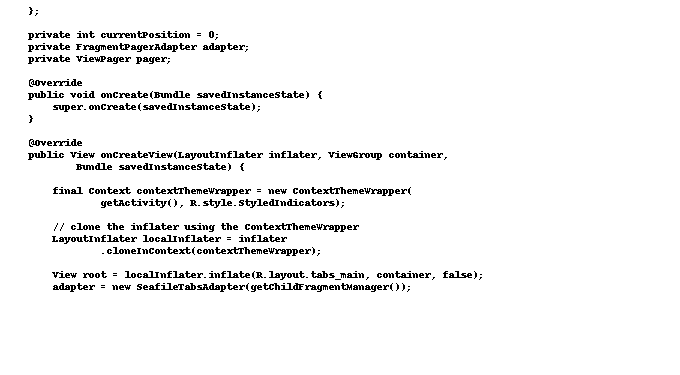 };

private int currentPosition = 0;
private FragmentPagerAdapter adapter;
private ViewPager pager;

@Override
public void onCreate(Bundle savedInstanceState) {
    super.onCreate(savedInstanceState);
}

@Override
public View onCreateView(LayoutInflater inflater, ViewGroup container,
        Bundle savedInstanceState) {

    final Context contextThemeWrapper = new ContextThemeWrapper(
            getActivity(), R.style.StyledIndicators);

    // clone the inflater using the ContextThemeWrapper
    LayoutInflater localInflater = inflater
            .cloneInContext(contextThemeWrapper);

    View root = localInflater.inflate(R.layout.tabs_main, container, false);
    adapter = new SeafileTabsAdapter(getChildFragmentManager());